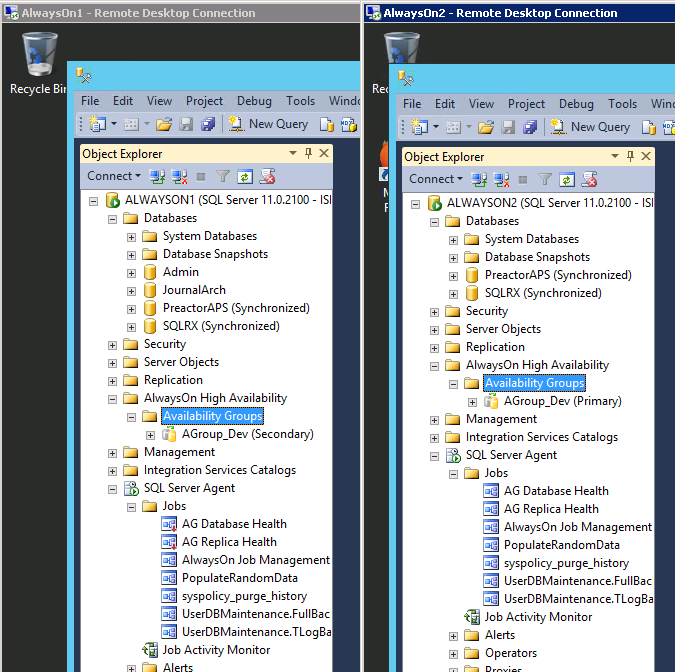 AlwaysOn1 - Remote Desktop Connection
Recycle Bin
File Edit View Project Debug Tools Windo
New Query
Object Explorer
Connect
ALWAYSON1 (SQL Server 11.0.2100 - ISI
Databases
System Databases
Database Snapshots
Admin
JournalArch
PreactorAPS (Synchronized)
SQLRX (Synchronized)
Security
Server Objects
Replication
AlwaysOn High Availability
Availability Groups
AGroup_Dev (Secondary)
Management
Integration Services Catalogs
SQL Server Agent
Jobs
AG Database Health
AG Replica Health
AlwaysOn Job Management
PopulateRandomData
syspolicy_purge_history
UserDBMaintenance.FullBac
UserDBMaintenance.TLogBa
Job Activity Monitor
Alerts
AlwaysOn2 - Remote Desktop Connection
Rec
M
F
File Edit View Project Debug Tools Wind
New Query
Object Explorer
Connect
ALWAYSON2 (SQL Server 11.0.2100 - ISI
Databases
System Databases
Database Snapshots
PreactorAPS (Synchronized)
SQLRX (Synchronized)
Security
Server Objects
Replication
AlwaysOn High Availability
Availability Groups
AGroup_Dev (Primary)
Management
Integration Services Catalogs
SQL Server Agent
Jobs
AG Database Health
AG Replica Health
AlwaysOn Job Management
PopulateRandomData
syspolicy_purge_history
UserDBMaintenance.FullBac
UserDBMaintenance.TLogBa
Job Activity Monitor
Alerts
Operators
Proxies